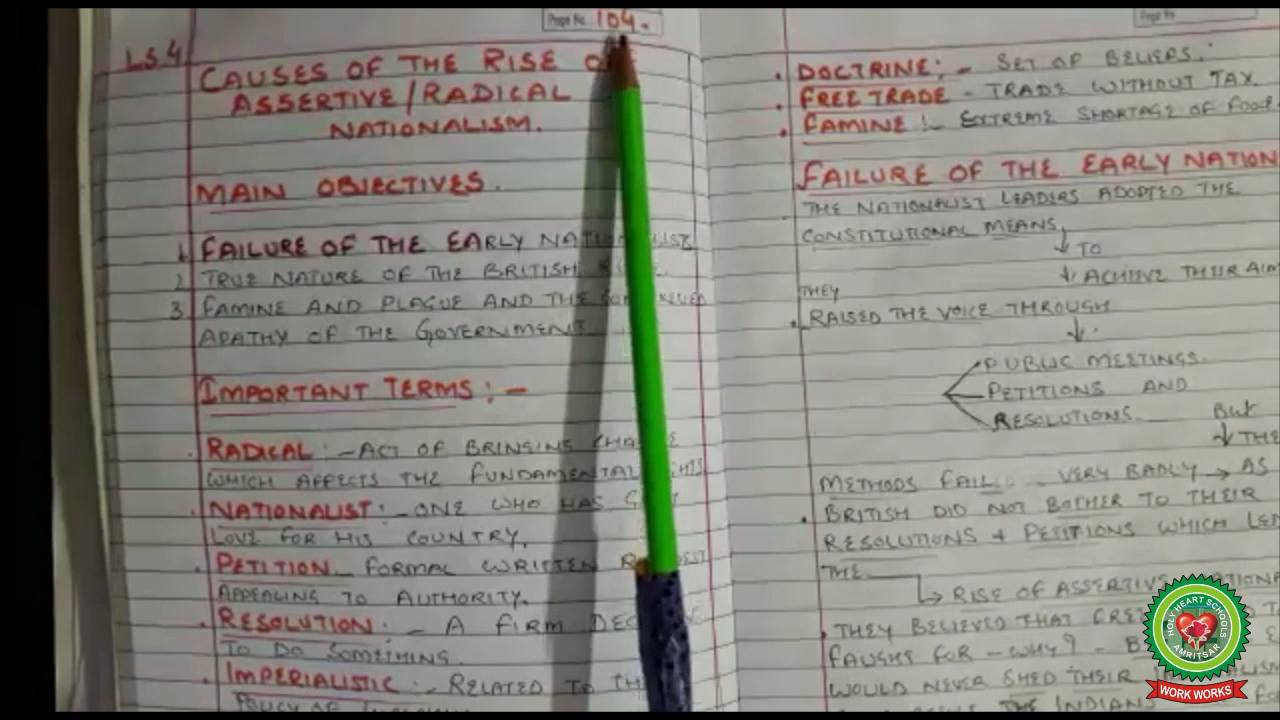 Page No. 104.
LS.4
CAUSES OF THE RISE
ASSERTIVE/RADICAL
NATIONALISM.
MAIN OBJECTIVES.
1. FAILURE OF THE EARLY
2 TRUE NATURE OF THE BRITISH
3 FAMINE AND PLAGUE AND THE
APATHY OF THE GOVERNMENT
IMPORTANT TERMS :-
. RADICAL :- ACT OF BRINGING
WHICH AFFECTS THE FUNDAMENTAL
. NATIONALIST :- ONE WHO HAS
LOVE FOR HIS COUNTRY.
. PETITION - FORMAL WRITTEN
APPEALING TO AUTHORITY.
. RESOLUTION :- A FIRM
TO DO SOMETHING.
. IMPERIALISTIC :- RELATED TO
POLICY OF
Page No
. DOCTRINE :- SET OF BELIEFS.
. FREE TRADE - TRADE WITHOUT TAX
. FAMINE :- EXTREME SHORTAGE OF
FAILURE OF THE EARLY
THE NATIONALIST LEADERS ADOPTED THE
CONSTITUTIONAL MEANS,
↓ TO
↓ ACHIEVE THEIR AIM
THEY
. RAISED THE VOICE THROUGH
↓
PUBLIC MEETINGS.
PETITIONS AND
RESOLUTIONS. BUT
↓ THE
METHODS FAILED VERY BADLY → AS
. BRITISH DID NOT BOTHER TO THEIR
RESOLUTIONS + PETITIONS WHICH LED
THE
↳ RISE OF ASSERTIVE
. THEY BELIEVED THAT
FOR - WHY? -
WOULD NEVER SHED THEIR
THE INDIANS
HOLY HEART SCHOOLS
AMRITSAR
WORK WORKS